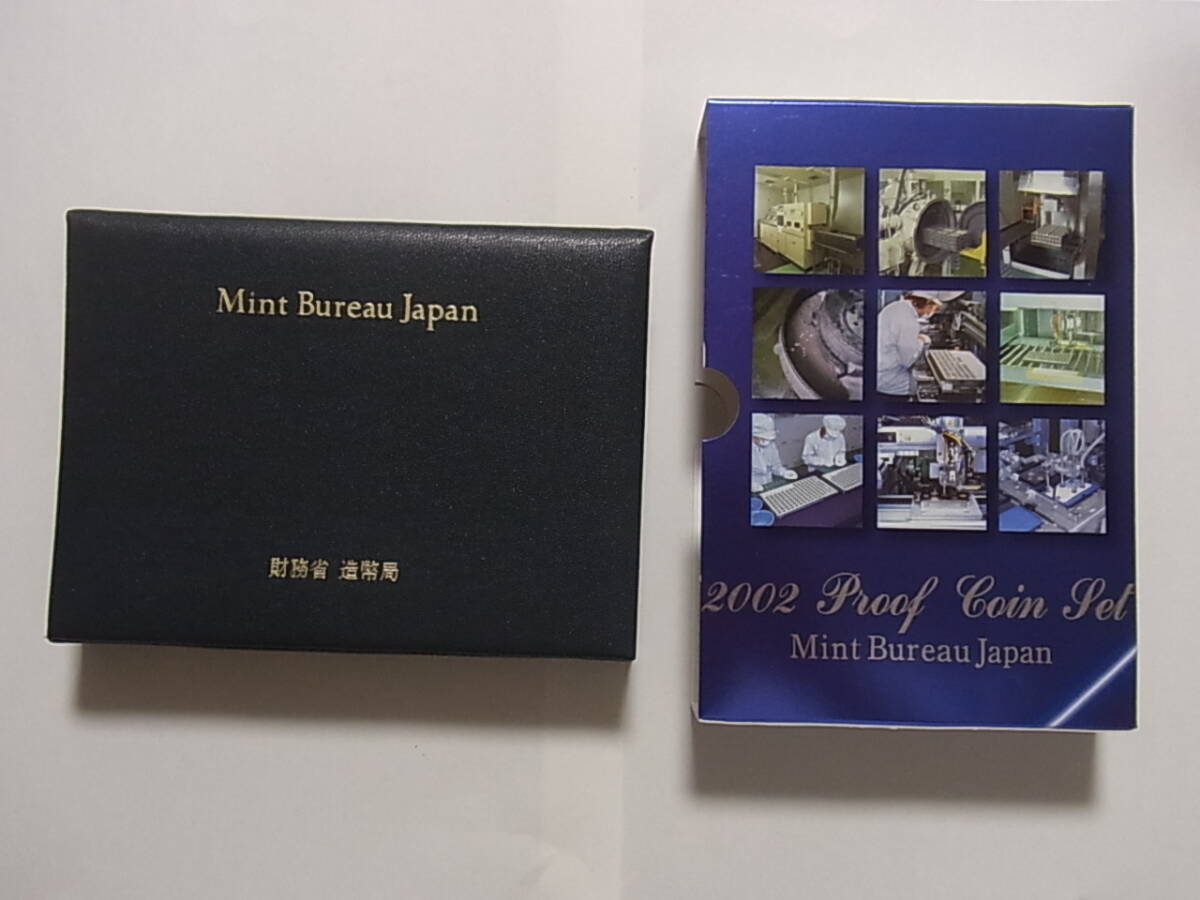 Mint Bureau Japan
財務省 造幣局
2002 Proof Coin Set
Mint Bureau Japan